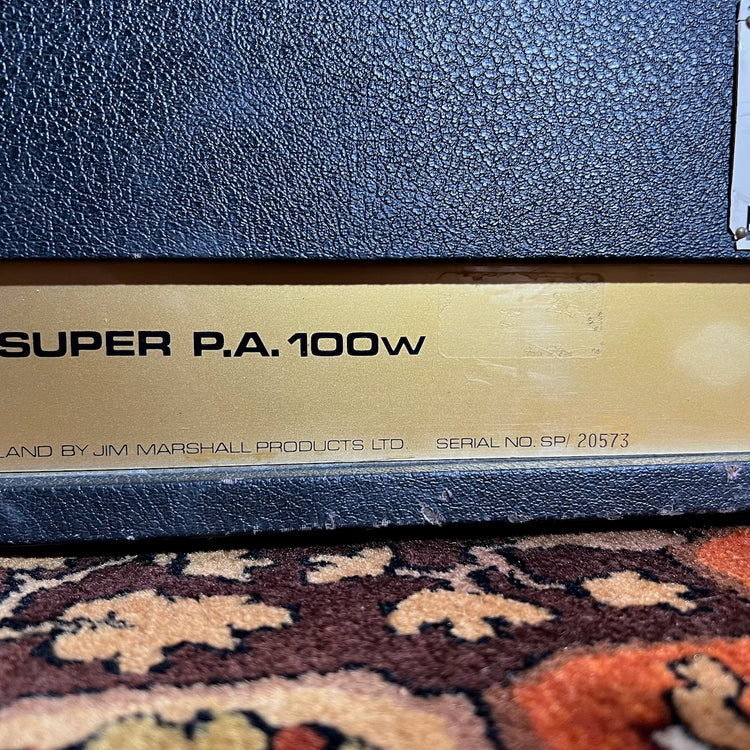 SUPER P.A. 100W
LAND BY JIM MARSHALL PRODUCTS LTD. SERIAL NO. SP/ 20573